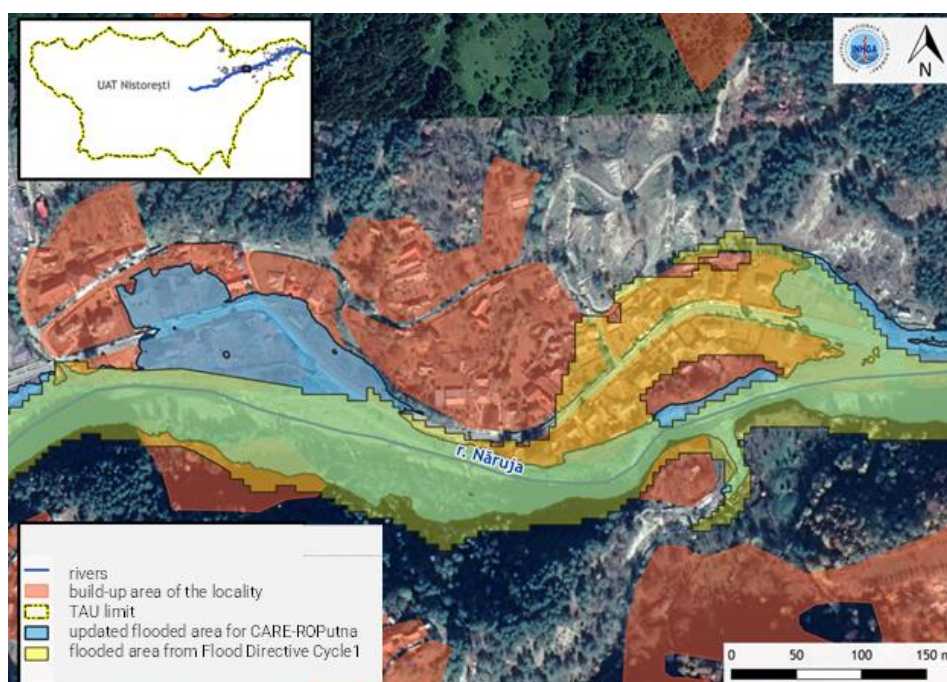 UAT Nistorești
INHGA
N
r. Năruja
rivers
build-up area of the locality
TAU limit
updated flooded area for CARE-ROPutna
flooded area from Flood Directive Cycle1
0 50 100 150 m